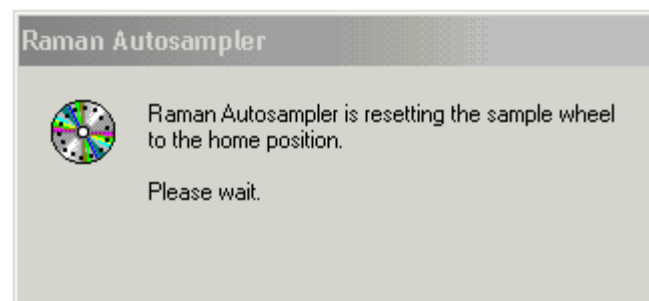 Raman Autosampler
Raman Autosampler is resetting the sample wheel
to the home position.
Please wait.